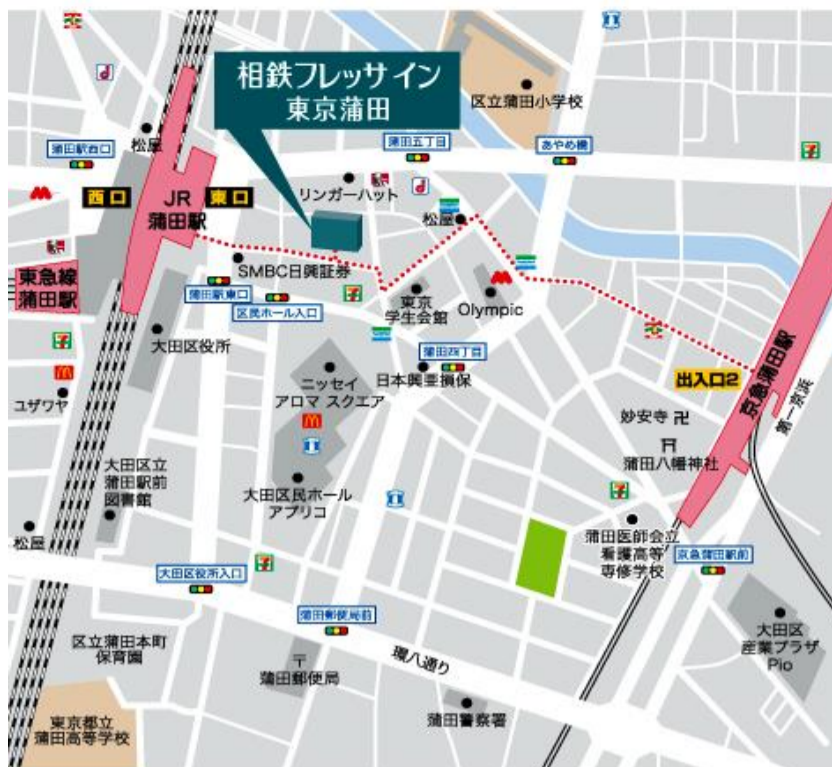 相鉄フレッサイン
東京蒲田
区立蒲田小学校
松屋
蒲田駅西口
蒲田五丁目
あやめ橋
西口
JR
蒲田駅
東口
リンガーハット
松屋
東急線
蒲田駅
SMBC日興証券
蒲田駅東口
区民ホール入口
東京
学生会館
Olympic
大田区役所
蒲田四丁目
ニッセイ
アロマ スクエア
日本興亜損保
出入口2
京急蒲田駅
第一京浜
ユザワヤ
妙安寺 卍
蒲田八幡神社
大田区立
蒲田駅前
図書館
大田区民ホール
アプリコ
松屋
蒲田医師会立
看護高等
専修学校
京急蒲田駅前
大田区役所入口
蒲田郵便局前
区立蒲田本町
保育園
〒
蒲田郵便局
環八通り
大田区
産業プラザ
Pio
東京都立
蒲田高等学校
蒲田警察署